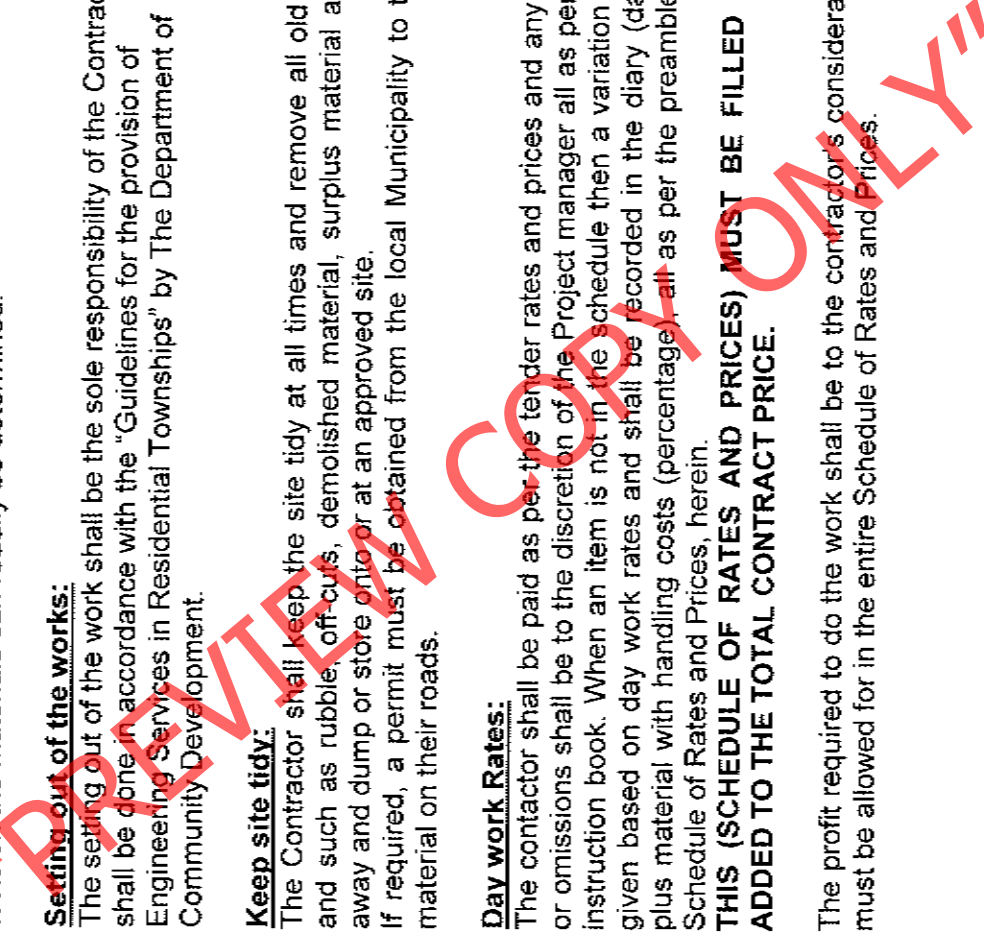 Setting out of the works:
The setting out of the work shall be the sole responsibility of the
shall be done in accordance with the "Guidelines for the provision of
Engineering Services in Residential Townships" by The Department of
Community Development.
Keep site tidy:
The Contractor shall keep the site tidy at all times and remove all old
and such as rubble, off-cuts, demolished material, surplus material
away and dump or store onto or at an approved site.
If required, a permit must be obtained from the local Municipality to
material on their roads.
Day work Rates:
The contactor shall be paid as per the tender rates and prices and any
or omissions shall be to the discretion of the Project manager all as per
instruction book. When an item is not in the schedule then a variation
given based on day work rates and shall be recorded in the diary
plus material with handling costs (percentage), all as per the
Schedule of Rates and Prices, herein.
THIS (SCHEDULE OF RATES AND PRICES) MUST BE FILLED
ADDED TO THE TOTAL CONTRACT PRICE.
The profit required to do the work shall be to the contractor's
must be allowed for in the entire Schedule of Rates and Prices.
PREVIEW COPY ONLY"